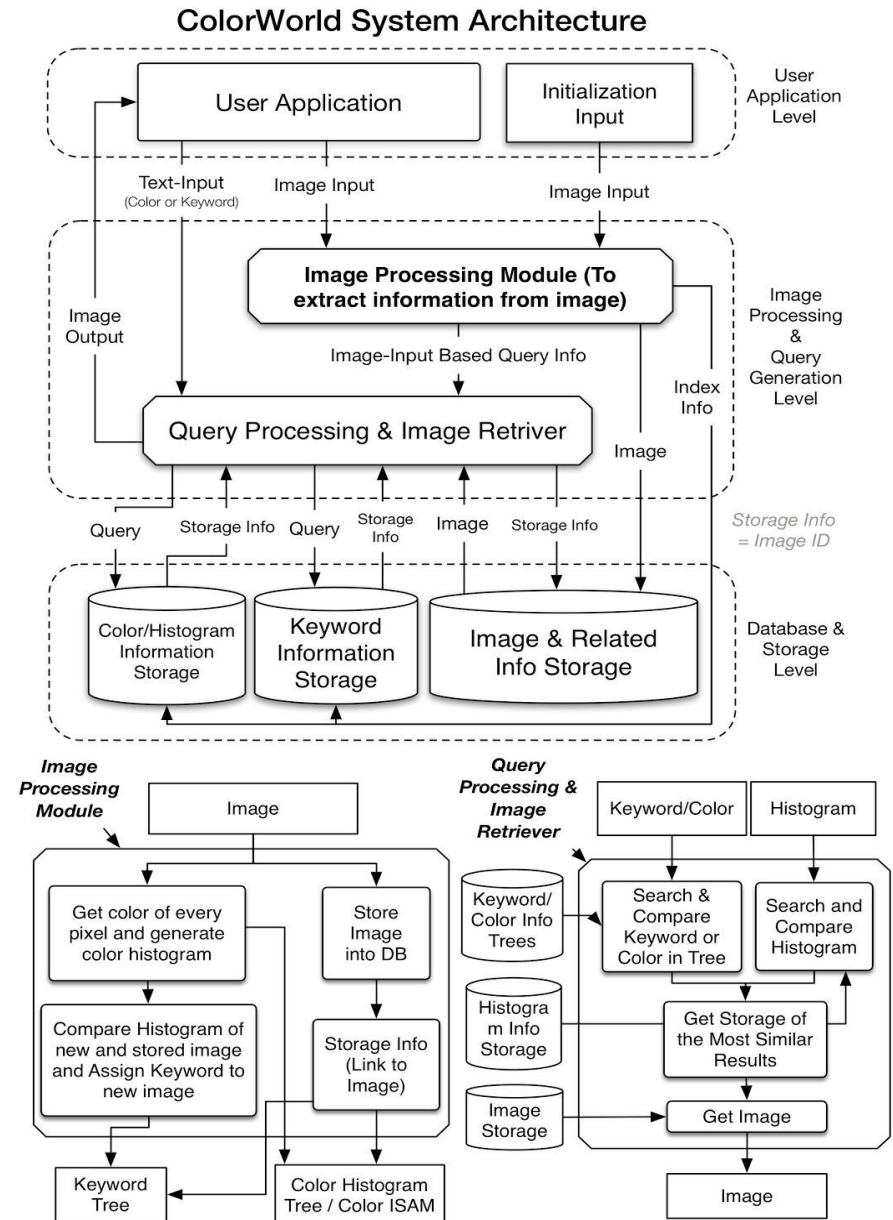 ColorWorld System Architecture
User Application
Initialization
Input
User
Application
Level
Text-Input
(Color or Keyword)
Image Input
Image Input
Image Processing Module (To
extract information from image)
Image
Output
Image-Input Based Query Info
Index
Info
Image
Processing
&
Query
Generation
Level
Query Processing & Image Retriver
Image
Query
Storage Info
Query
Storage
Info
Image
Storage Info
Storage Info
= Image ID
Color/Histogram
Information
Storage
Keyword
Information
Storage
Image & Related
Info Storage
Database &
Storage
Level
Image
Processing
Module
Image
Get color of every
pixel and generate
color histogram
Store
Image
into DB
Compare Histogram of
new and stored image
and Assign Keyword to
new image
Storage Info
(Link to
Image)
Keyword
Tree
Color Histogram
Tree / Color ISAM
Query
Processing &
Image
Retriever
Keyword/Color
Histogram
Keyword/
Color Info
Trees
Search &
Compare
Keyword or
Color in Tree
Search and
Compare
Histogram
Histogra
m Info
Storage
Get Storage of
the Most Similar
Results
Image
Storage
Get Image
Image